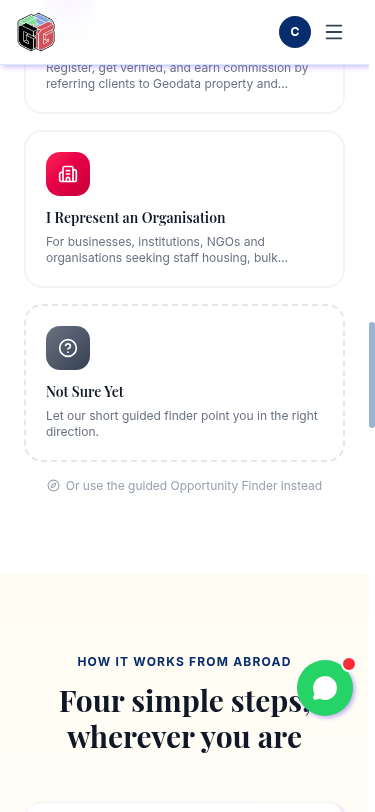 C
Register, get verified, and earn commission by
referring clients to Geodata property and...
I Represent an Organisation
For businesses, institutions, NGOs and
organisations seeking staff housing, bulk...
Not Sure Yet
Let our short guided finder point you in the right
direction.
Or use the guided Opportunity Finder instead
HOW IT WORKS FROM ABROAD
Four simple steps,
wherever you are